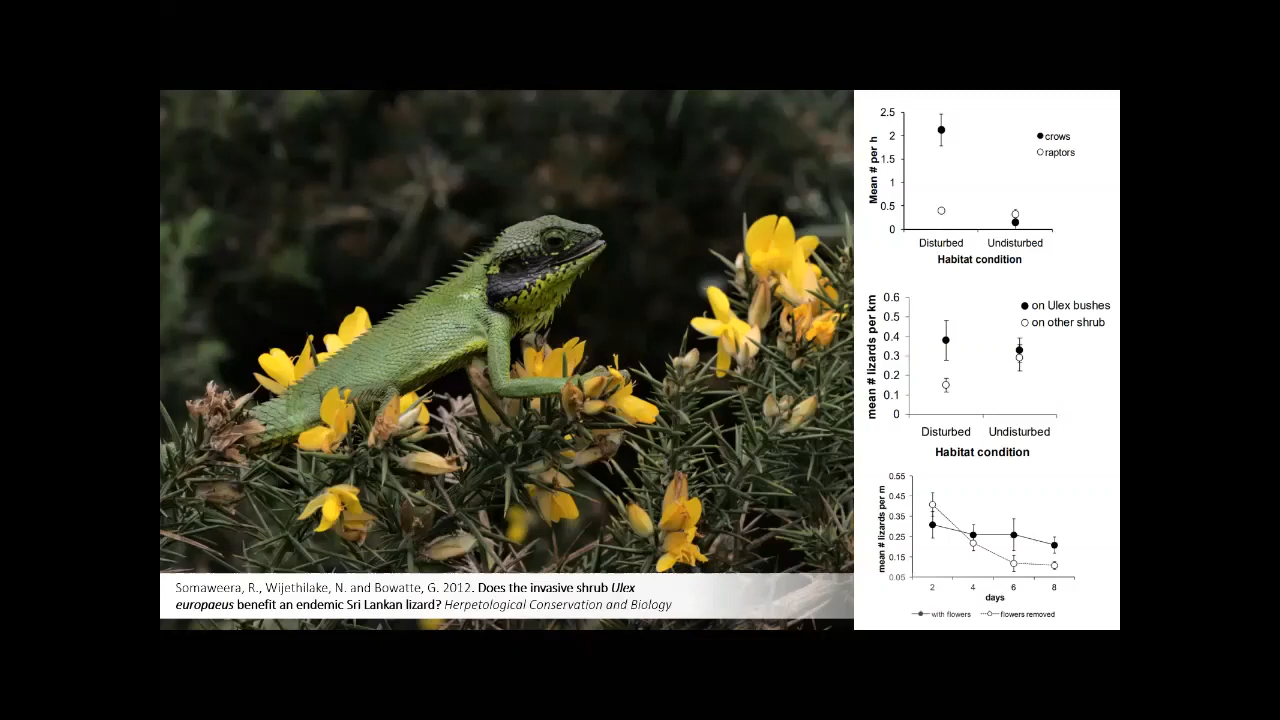 2.5
2
1.5
1
0.5
0
Mean # per h
crows
raptors
Disturbed Undisturbed
Habitat condition
0.6
0.5
0.4
0.3
0.2
0.1
0
mean # lizards per km
on Ulex bushes
on other shrub
Disturbed Undisturbed
Habitat condition
0.55
0.45
0.35
0.25
0.15
0.05
mean # lizards per m
2 4 6 8
days
with flowers flowers removed
Somaweera, R., Wijethilake, N. and Bowatte, G. 2012. Does the invasive shrub Ulex
europaeus benefit an endemic Sri Lankan lizard? Herpetological Conservation and Biology